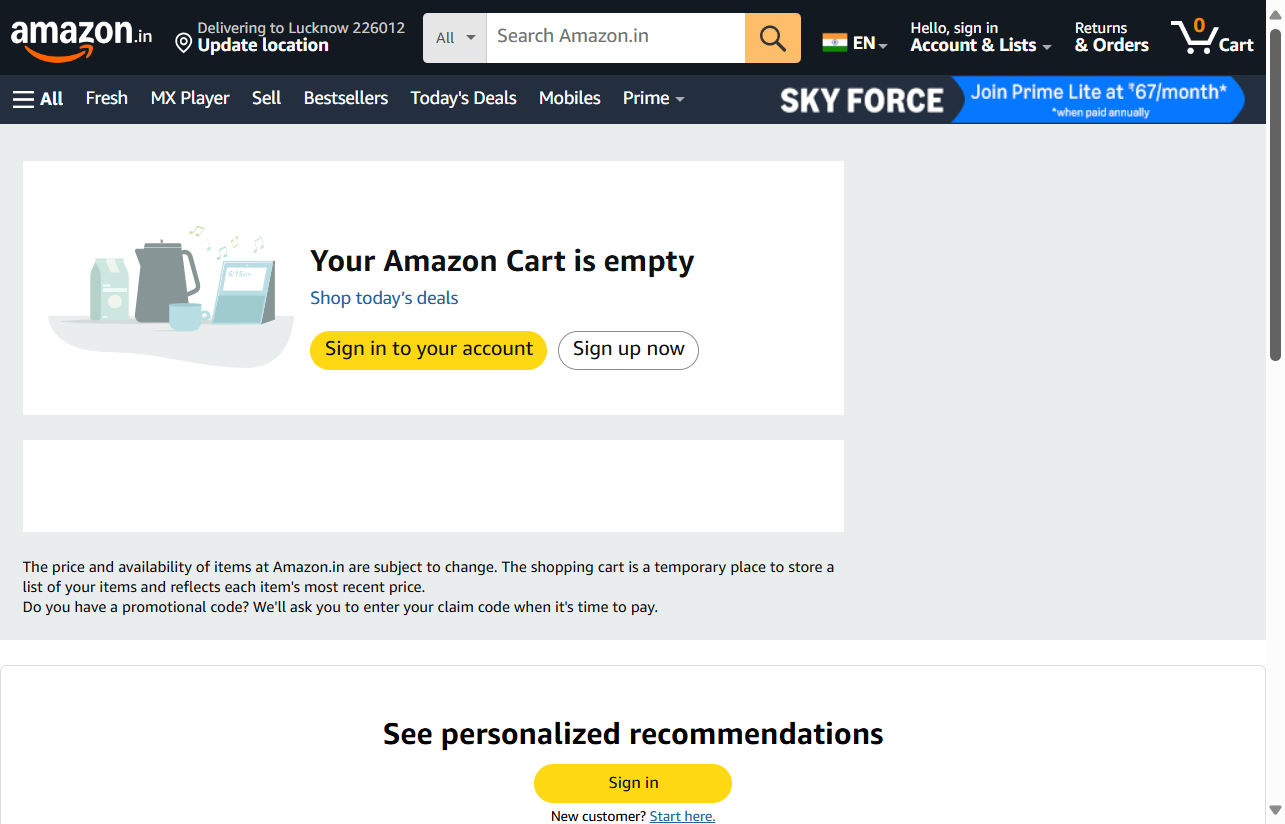 amazon.in
Delivering to Lucknow 226012
Update location
All
Search Amazon.in
EN
Hello, sign in
Account & Lists
Returns
& Orders
0
Cart
All
Fresh
MX Player
Sell
Bestsellers
Today's Deals
Mobiles
Prime
SKY FORCE
Join Prime Lite at ₹67/month*
*when paid annually
6:15am
Your Amazon Cart is empty
Shop today's deals
Sign in to your account
Sign up now
The price and availability of items at Amazon.in are subject to change. The shopping cart is a temporary place to store a
list of your items and reflects each item's most recent price.
Do you have a promotional code? We'll ask you to enter your claim code when it's time to pay.
See personalized recommendations
Sign in
New customer? Start here.